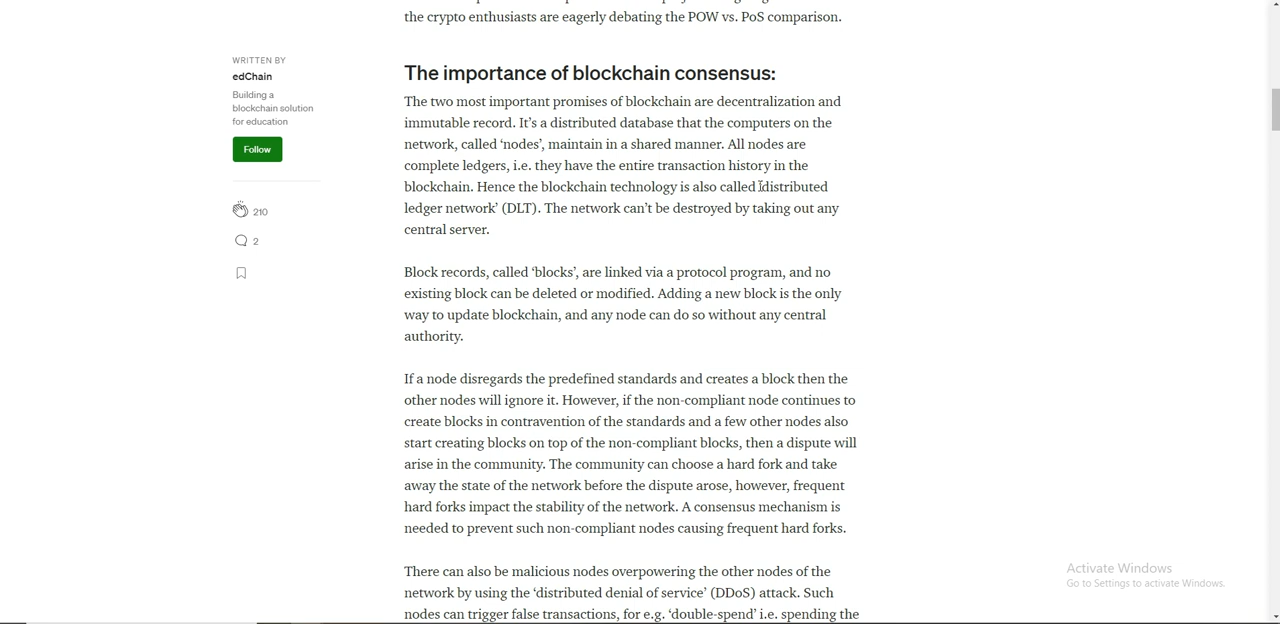 the crypto enthusiasts are eagerly debating the POW vs. PoS comparison.
WRITTEN BY
edChain
Building a
blockchain solution
for education
Follow
210
2
The importance of blockchain consensus:
The two most important promises of blockchain are decentralization and
immutable record. It’s a distributed database that the computers on the
network, called ‘nodes’, maintain in a shared manner. All nodes are
complete ledgers, i.e. they have the entire transaction history in the
blockchain. Hence the blockchain technology is also called ‘distributed
ledger network’ (DLT). The network can’t be destroyed by taking out any
central server.
Block records, called ‘blocks’, are linked via a protocol program, and no
existing block can be deleted or modified. Adding a new block is the only
way to update blockchain, and any node can do so without any central
authority.
If a node disregards the predefined standards and creates a block then the
other nodes will ignore it. However, if the non-compliant node continues to
create blocks in contravention of the standards and a few other nodes also
start creating blocks on top of the non-compliant blocks, then a dispute will
arise in the community. The community can choose a hard fork and take
away the state of the network before the dispute arose, however, frequent
hard forks impact the stability of the network. A consensus mechanism is
needed to prevent such non-compliant nodes causing frequent hard forks.
There can also be malicious nodes overpowering the other nodes of the
network by using the ‘distributed denial of service’ (DDoS) attack. Such
nodes can trigger false transactions, for e.g. ‘double-spend’ i.e. spending the
Activate Windows
Go to Settings to activate Windows.